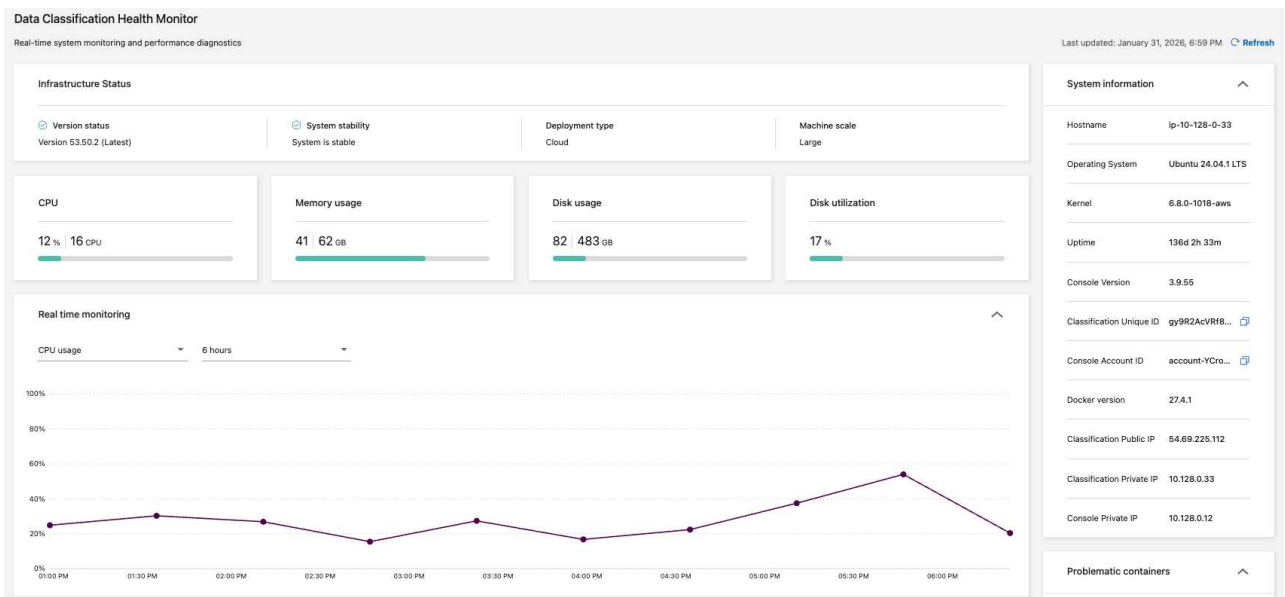 Data Classification Health Monitor
Real-time system monitoring and performance diagnostics
Last updated: January 31, 2026, 6:59 PM Refresh
Infrastructure Status
Version status
Version 53.50.2 (Latest)
System stability
System is stable
Deployment type
Cloud
Machine scale
Large
CPU
12 % 16 CPU
Memory usage
41 62 GB
Disk usage
82 483 GB
Disk utilization
17 %
Real time monitoring
CPU usage
6 hours
100%
80%
60%
40%
20%
0%
01:00 PM 01:30 PM 02:00 PM 02:30 PM 03:00 PM 03:30 PM 04:00 PM 04:30 PM 05:00 PM 05:30 PM 06:00 PM
System information
Hostname ip-10-128-0-33
Operating System Ubuntu 24.04.1 LTS
Kernel 6.8.0-1018-aws
Uptime 136d 2h 33m
Console Version 3.9.55
Classification Unique ID gy9R2AcVRf8...
Console Account ID account-YCro...
Docker version 27.4.1
Classification Public IP 54.69.225.112
Classification Private IP 10.128.0.33
Console Private IP 10.128.0.12
Problematic containers